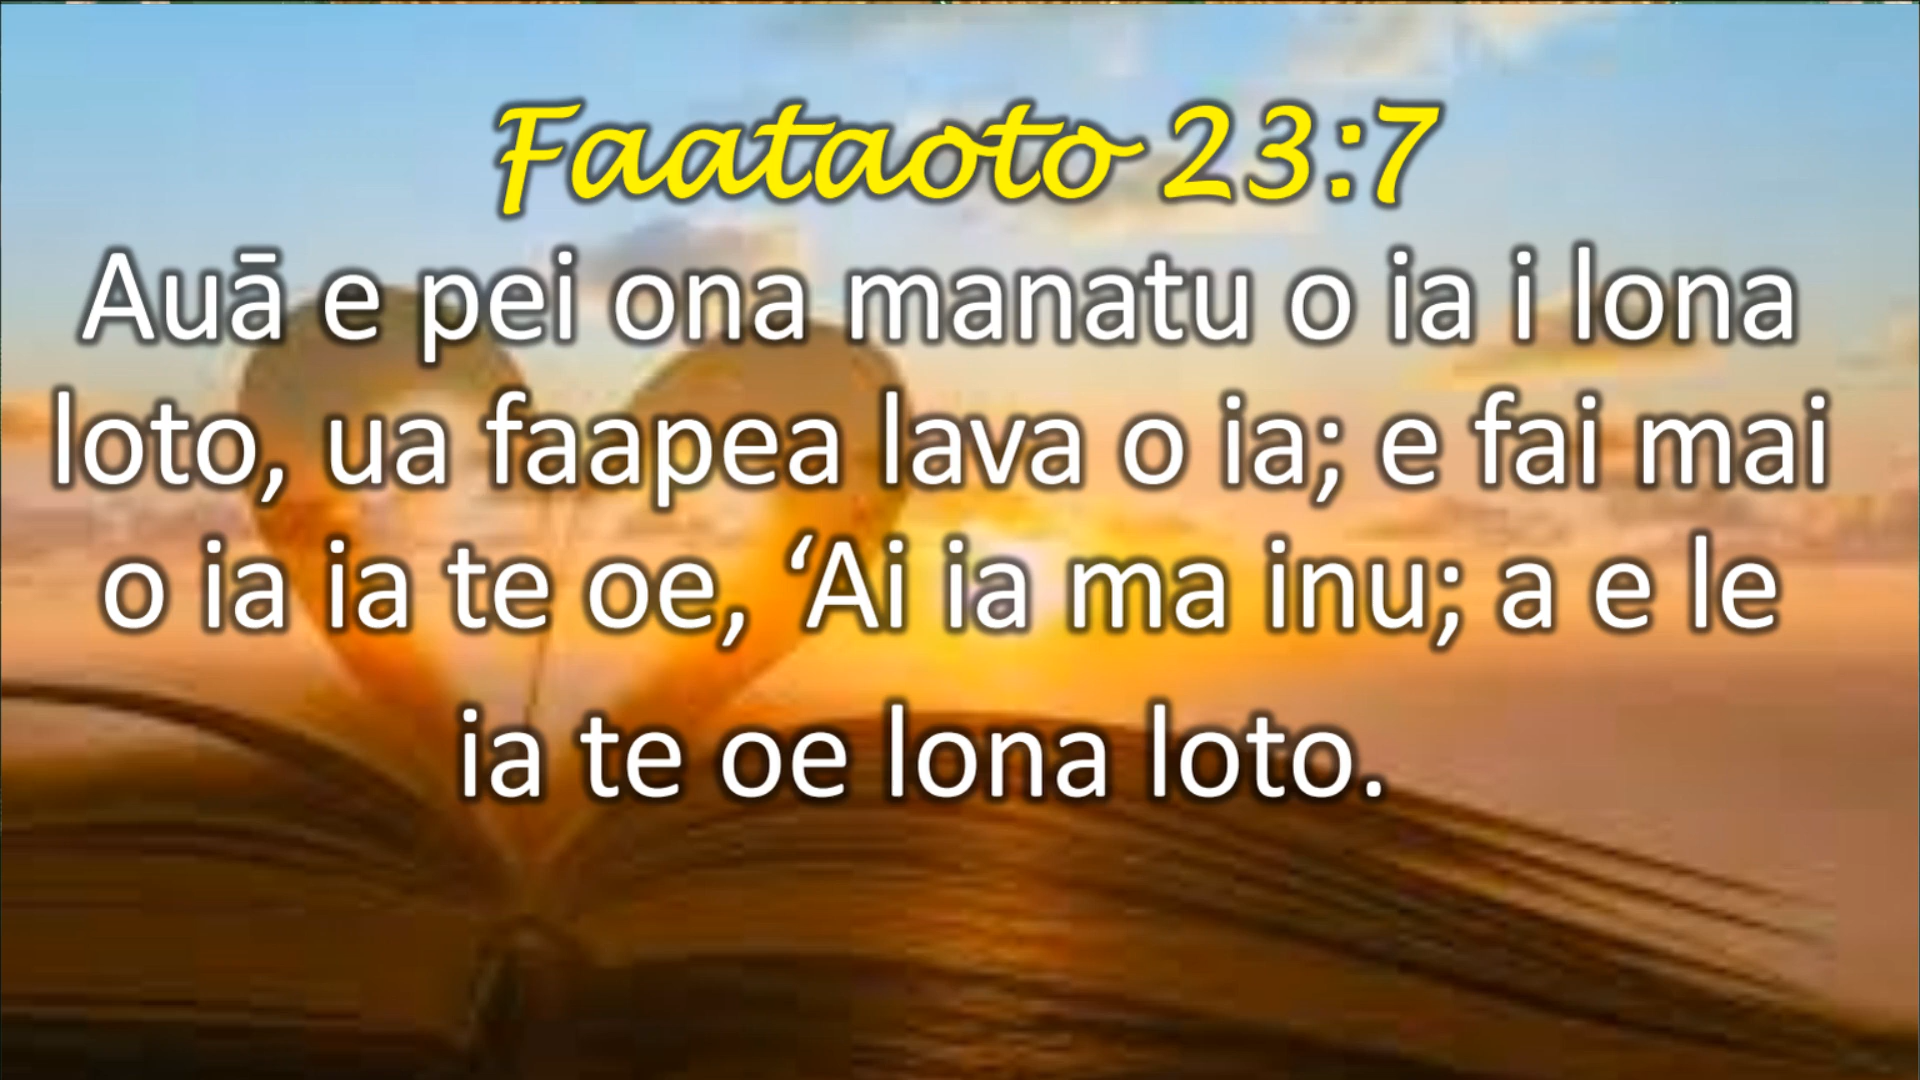 Faataoto 23:7
Auā e pei ona manatu o ia i lona
loto, ua faapea lava o ia; e fai mai
o ia ia te oe, ‘Ai ia ma inu; a e le
ia te oe lona loto.